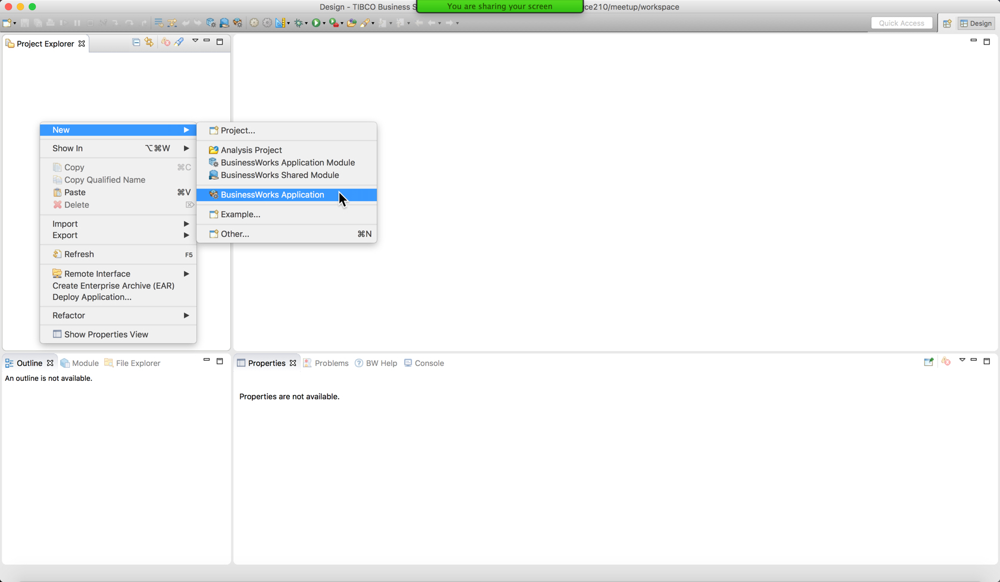 Design - TIBCO Business S
You are sharing your screen
ce210/meetup/workspace
Quick Access
Design
Project Explorer
New
Show In ⌥⌘W
Copy ⌘C
Copy Qualified Name
Paste ⌘V
Delete ⌦
Import
Export
Refresh F5
Remote Interface
Create Enterprise Archive (EAR)
Deploy Application...
Refactor
Show Properties View
Project...
Analysis Project
BusinessWorks Application Module
BusinessWorks Shared Module
BusinessWorks Application
Example...
Other... ⌘N
Outline Module File Explorer
An outline is not available.
Properties Problems BW Help Console
Properties are not available.